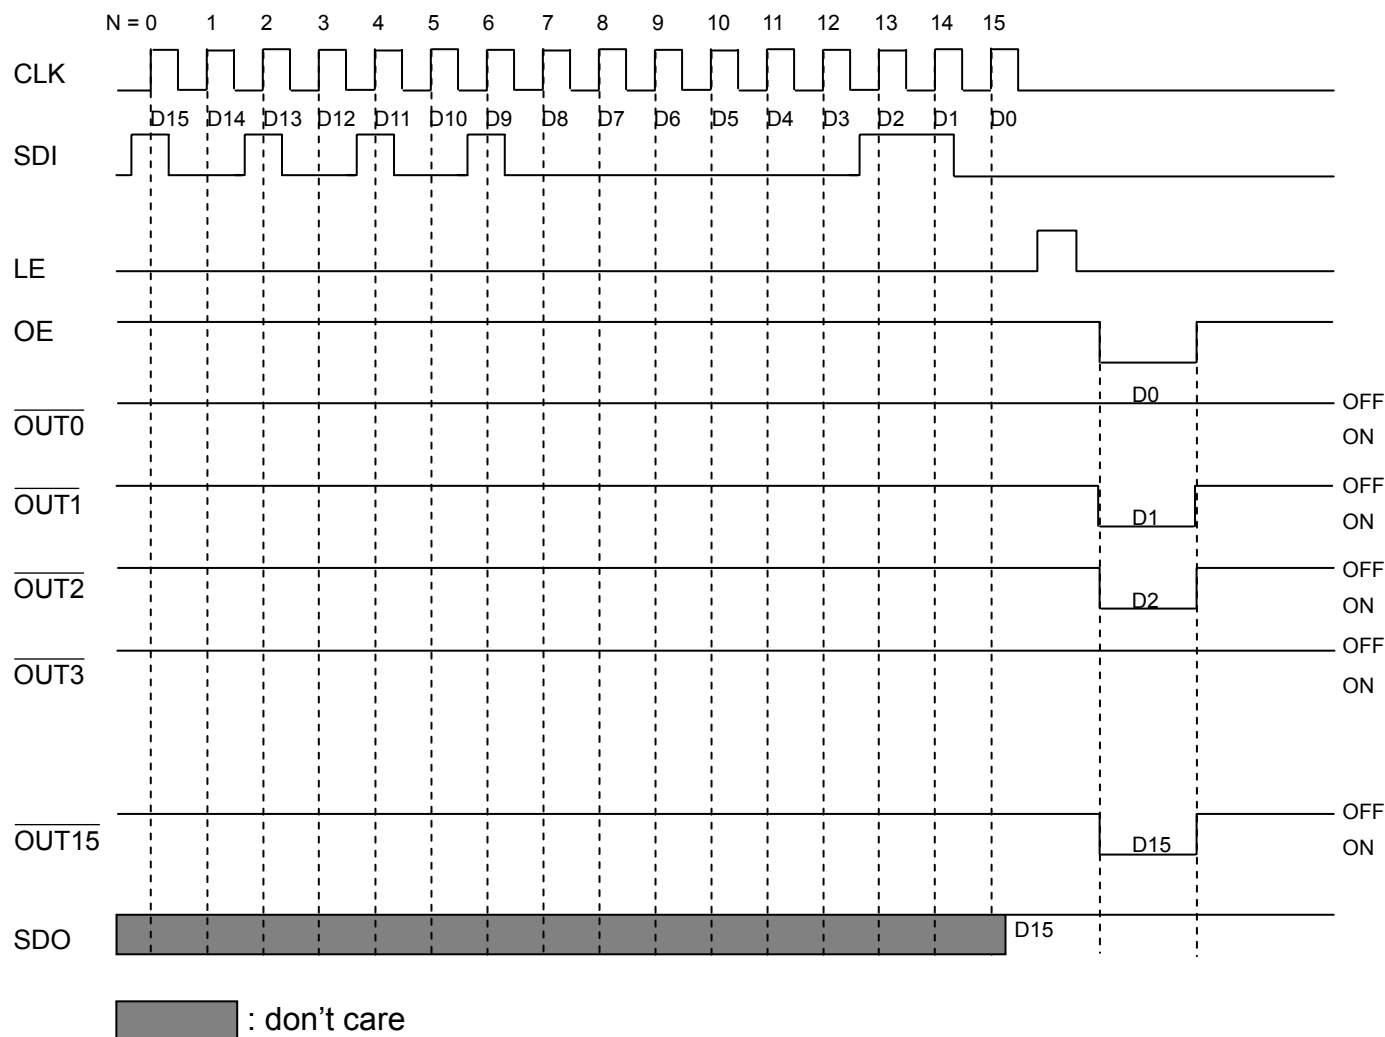 N = 0 1 2 3 4 5 6 7 8 9 10 11 12 13 14 15
CLK
D15 D14 D13 D12 D11 D10 D9 D8 D7 D6 D5 D4 D3 D2 D1 D0
SDI
LE
OE
D0
OFF
OUT0
ON
OFF
OUT1
D1
ON
OFF
OUT2
D2
ON
OFF
OUT3
ON
OFF
OUT15
D15
ON
SDO
D15
: don’t care